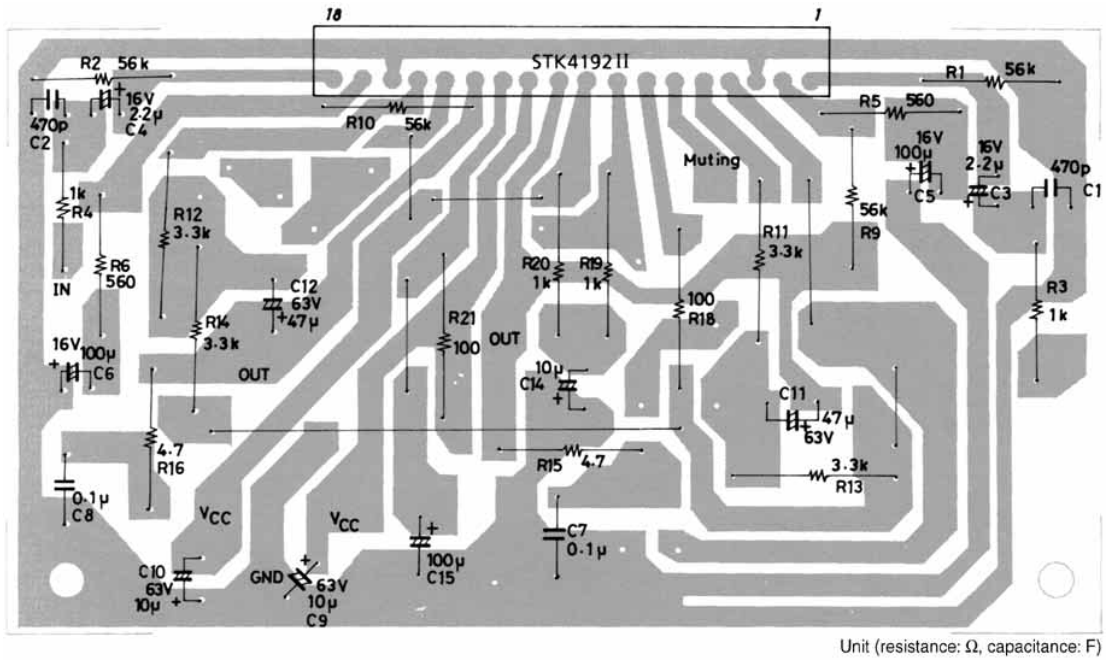 18
1
STK4192II
R2
56k
16V
2.2μ
C4
470p
C2
R10
56k
R5
560
R1
56k
16V
100μ
C5
16V
2.2μ
C3
470p
C1
Muting
1k
R4
R12
3.3k
56k
R9
R11
3.3k
R6
560
IN
C12
63V
47μ
R20
1k
R19
1k
100
R18
R3
1k
R14
3.3k
R21
100
OUT
16V
100μ
C6
OUT
10μ
C14
C11
47μ
63V
4.7
R16
R15
4.7
3.3k
R13
0.1μ
C8
VCC
VCC
100μ
C15
C7
0.1μ
C10
63V
10μ
GND
63V
10μ
C9
Unit (resistance: Ω, capacitance: F)